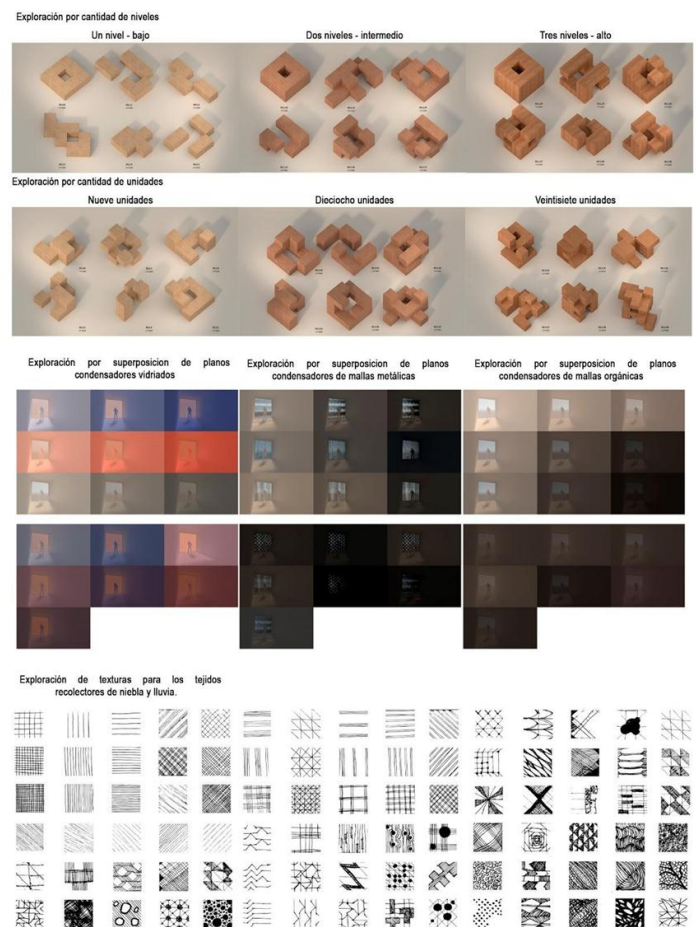 Exploración por cantidad de niveles
Un nivel - bajo
Dos niveles - intermedio
Tres niveles - alto
Exploración por cantidad de unidades
Nueve unidades
Dieciocho unidades
Veintisiete unidades
Exploración por superposicion de planos
condensadores vidriados
Exploración por superposicion de planos
condensadores de mallas metálicas
Exploración por superposicion de planos
condensadores de mallas orgánicas
Exploración de texturas para los tejidos
recolectores de niebla y lluvia.